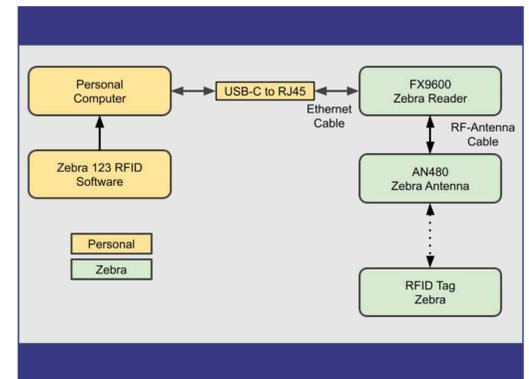 Personal
Computer
USB-C to RJ45
Ethernet
Cable
FX9600
Zebra Reader
RF-Antenna
Cable
Zebra 123 RFID
Software
AN480
Zebra Antenna
Personal
Zebra
RFID Tag
Zebra